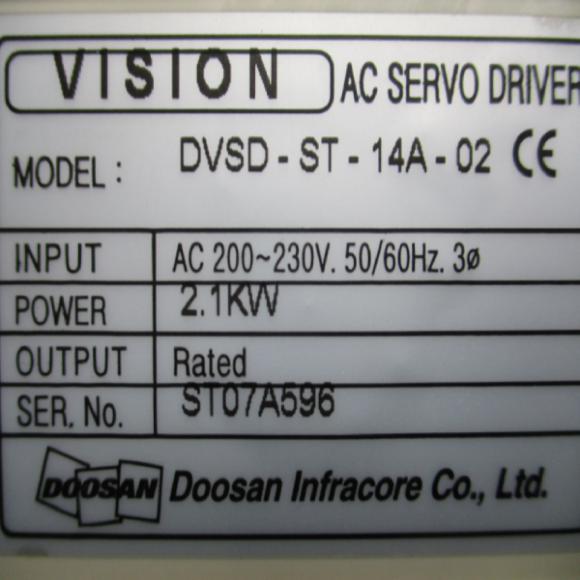 VISION AC SERVO DRIVER
MODEL : DVSD - ST - 14A - 02 CE
INPUT AC 200~230V. 50/60Hz. 3ø
POWER 2.1KW
OUTPUT Rated
SER. No. ST07A596
DOOSAN Doosan Infracore Co., Ltd.